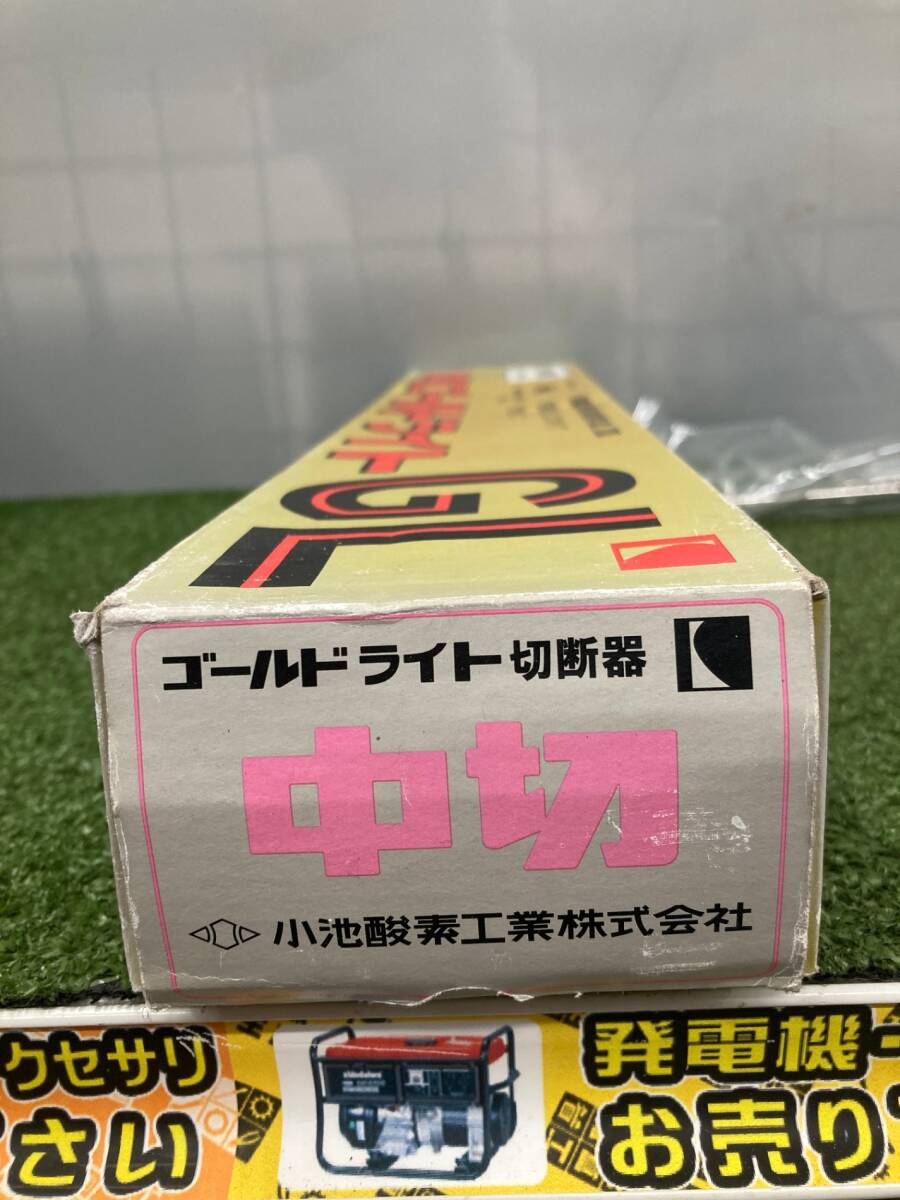 GL
ゴールドライト切断器
中切
小池酸素工業株式会社
クセサリ
さい
発電機
お売り